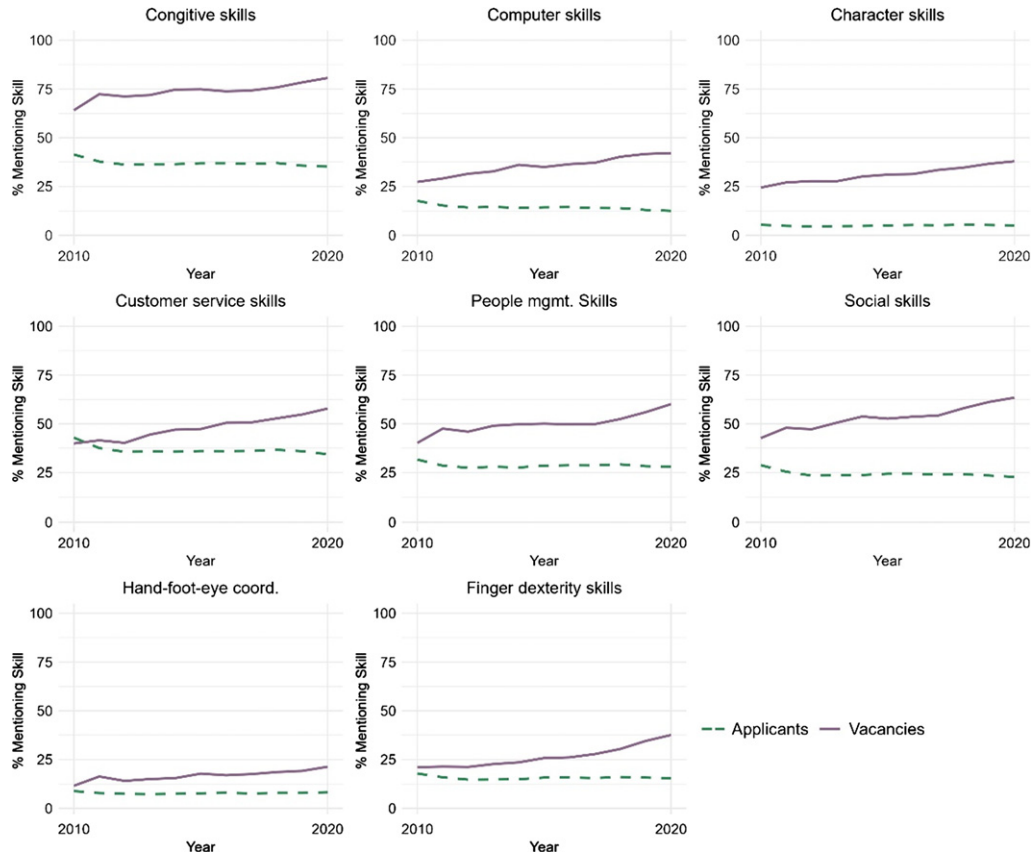 Congitive skills
100
75
50
25
0
% Mentioning Skill
2010
2020
Year
Computer skills
100
75
50
25
0
% Mentioning Skill
2010
2020
Year
Character skills
100
75
50
25
0
% Mentioning Skill
2010
2020
Year
Customer service skills
100
75
50
25
0
% Mentioning Skill
2010
2020
Year
People mgmt. Skills
100
75
50
25
0
% Mentioning Skill
2010
2020
Year
Social skills
100
75
50
25
0
% Mentioning Skill
2010
2020
Year
Hand-foot-eye coord.
100
75
50
25
0
% Mentioning Skill
2010
2020
Year
Finger dexterity skills
100
75
50
25
0
% Mentioning Skill
2010
2020
Year
Applicants
Vacancies